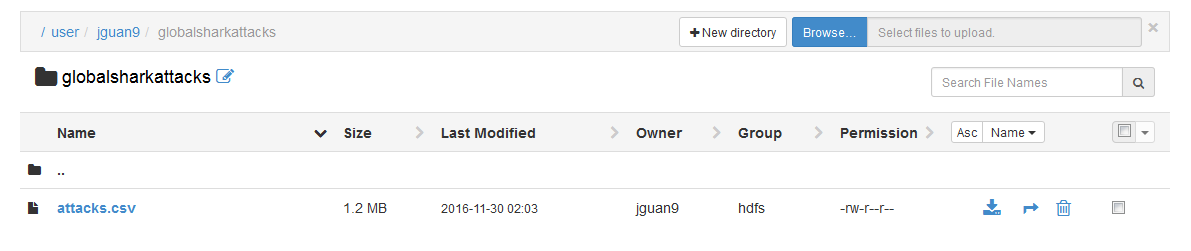 / user / jguan9 / globalsharkattacks + New directory Browse... Select files to upload. ×
globalsharkattacks Search File Names
Name Size Last Modified Owner Group Permission Asc Name
..
attacks.csv 1.2 MB 2016-11-30 02:03 jguan9 hdfs -rw-r--r--